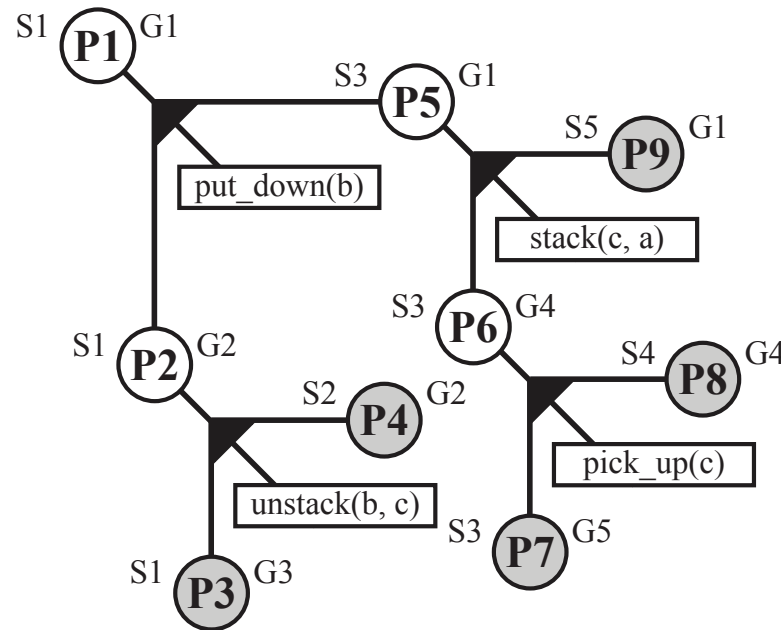 S1 P1 G1
S3 P5 G1
S5 P9 G1
put_down(b)
stack(c, a)
S3 P6 G4
S1 P2 G2
S4 P8 G4
S2 P4 G2
pick_up(c)
unstack(b, c)
S3 P7 G5
S1 P3 G3